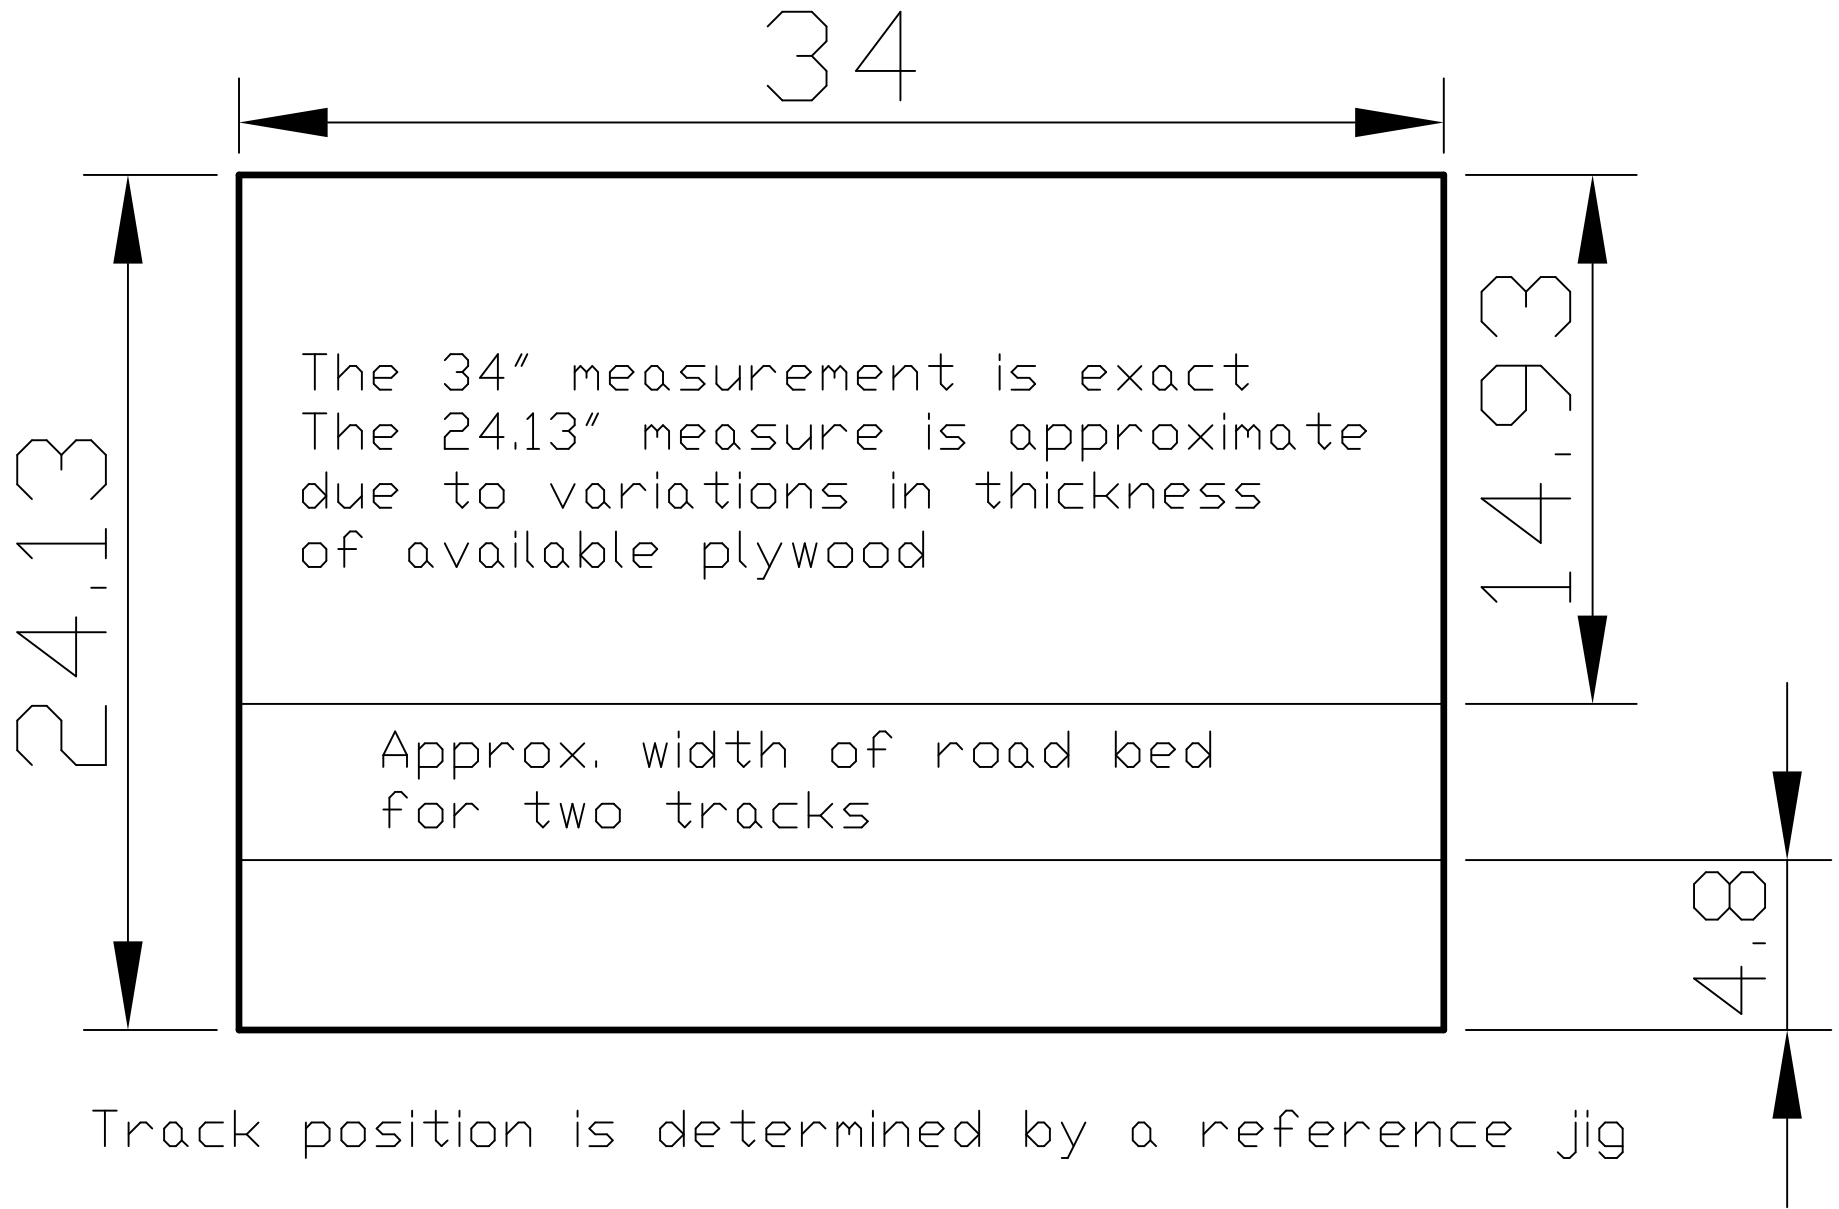 34
The 34" measurement is exact
The 24.13" measure is approximate
due to variations in thickness
of available plywood
24.13
14.93
Approx. width of road bed
for two tracks
4.8
Track position is determined by a reference jig